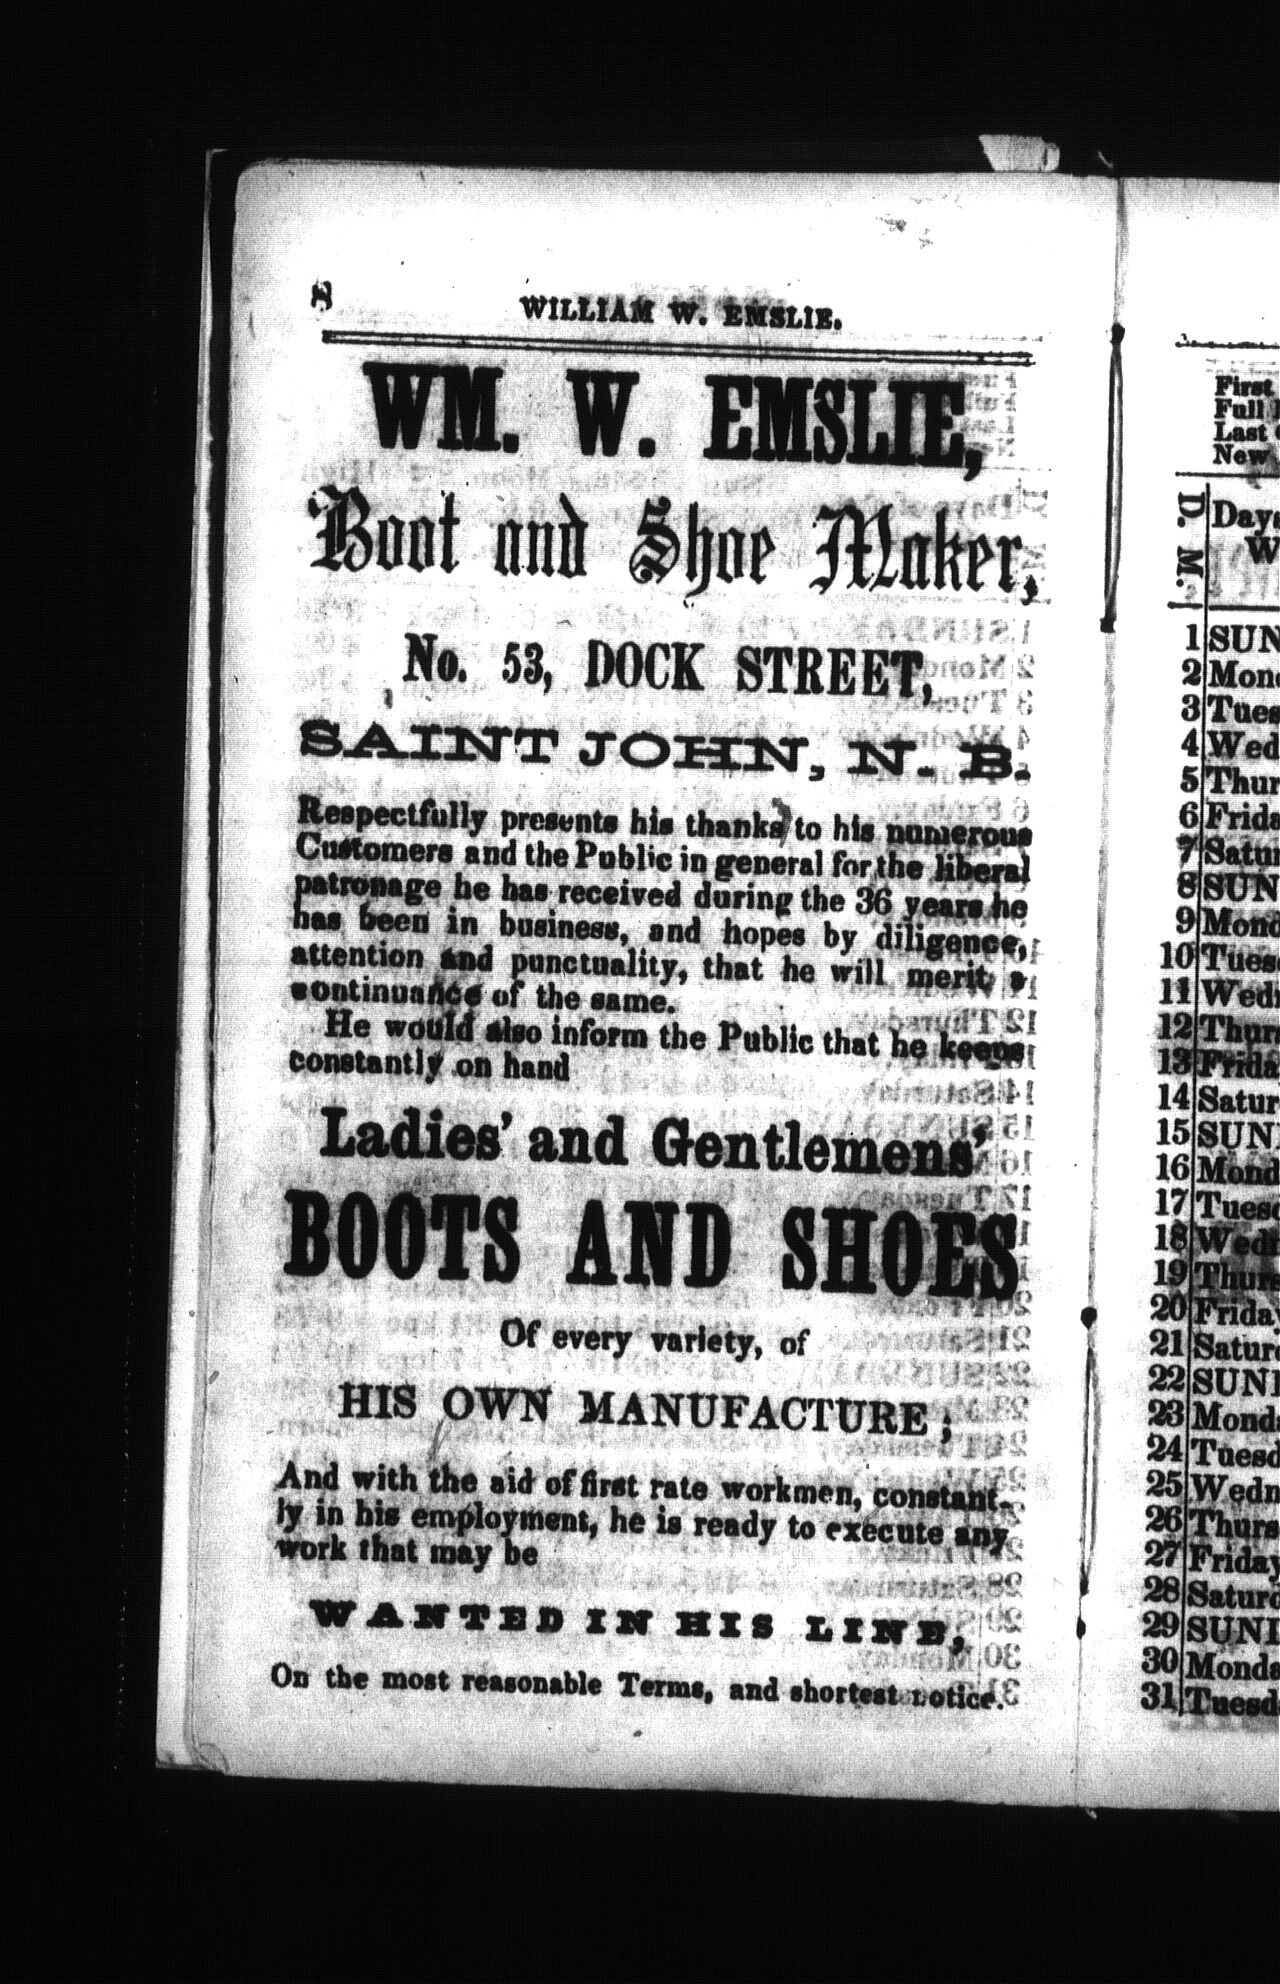 8
WILLIAM W. EMSLIE.
WM. W. EMSLIE,
Boot and Shoe Maker,
No. 53, DOCK STREET,
SAINT JOHN, N. B.
Respectfully presents his thanks to his numerous
Customers and the Public in general for the liberal
patronage he has received during the 36 years he
has been in business, and hopes by diligence,
attention and punctuality, that he will merit a
continuance of the same.
He would also inform the Public that he keeps
constantly on hand
Ladies' and Gentlemens'
BOOTS AND SHOES
Of every variety, of
HIS OWN MANUFACTURE;
And with the aid of first rate workmen, constant-
ly in his employment, he is ready to execute any
work that may be
WANTED IN HIS LINE,
On the most reasonable Terms, and shortest notice.
First
Full
Last
New
D. M.
Day
W
1 SUN
2 Mon
3 Tues
4 Wed
5 Thur
6 Frida
7 Satur
8 SUN
9 Mond
10 Tues
11 Wed
12 Thur
13 Frida
14 Satur
15 SUN
16 Mond
17 Tues
18 Wed
19 Thurs
20 Friday
21 Satur
22 SUN
23 Mond
24 Tues
25 Wedn
26 Thurs
27 Friday
28 Satur
29 SUN
30 Monda
31 Tuesd